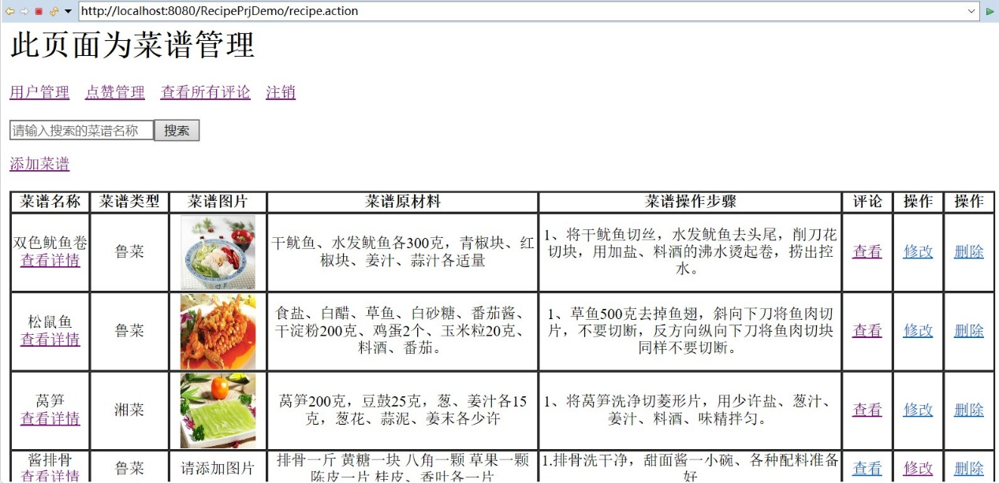 http://localhost:8080/RecipePrjDemo/recipe.action
此页面为菜谱管理
用户管理 点赞管理 查看所有评论 注销
请输入搜索的菜谱名称 搜索
添加菜谱
菜谱名称 菜谱类型 菜谱图片 菜谱原材料 菜谱操作步骤 评论 操作 操作
双色鱿鱼卷
查看详情
鲁菜
干鱿鱼、水发鱿鱼各300克，青椒块、红
椒块、姜汁、蒜汁各适量
1、将干鱿鱼切丝，水发鱿鱼去头尾，削刀花
切块，用加盐、料酒的沸水烫起卷，捞出控
水。
查看 修改 删除
松鼠鱼
查看详情
鲁菜
食盐、白醋、草鱼、白砂糖、番茄酱、
干淀粉200克、鸡蛋2个、玉米粒20克、
料酒、番茄。
1、草鱼500克去掉鱼翅，斜向下刀将鱼肉切
片，不要切断，反方向纵向下刀将鱼肉切块
同样不要切断。
查看 修改 删除
莴笋
查看详情
湘菜
莴笋200克，豆鼓25克，葱、姜汁各15
克，葱花、蒜泥、姜末各少许
1、将莴笋洗净切菱形片，用少许盐、葱汁、
姜汁、料酒、味精拌匀。
查看 修改 删除
酱排骨
查看详情
鲁菜
请添加图片
排骨一斤 黄糖一块 八角一颗 草果一颗
陈皮一片 桂皮、香叶各一片
1.排骨洗干净，甜面酱一小碗、各种配料准备
好
查看 修改 删除